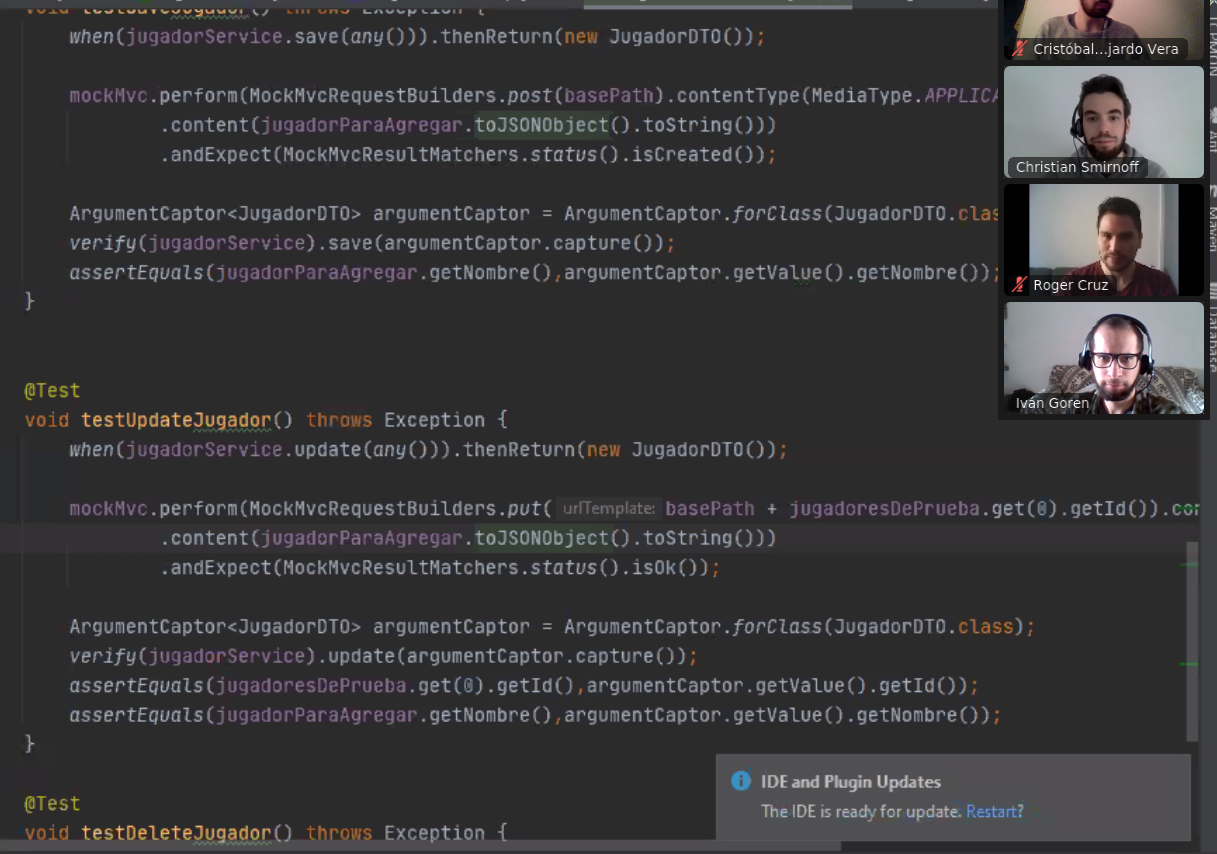 void testSaveJugador() throws Exception {
when(jugadorService.save(any())).thenReturn(new JugadorDTO());
mockMvc.perform(MockMvcRequestBuilders.post(basePath).contentType(MediaType.APPLICA
.content(jugadorParaAgregar.toJSONObject().toString()))
.andExpect(MockMvcResultMatchers.status().isCreated());
ArgumentCaptor<JugadorDTO> argumentCaptor = ArgumentCaptor.forClass(JugadorDTO.clas
verify(jugadorService).save(argumentCaptor.capture());
assertEquals(jugadorParaAgregar.getNombre(),argumentCaptor.getValue().getNombre());
}
@Test
void testUpdateJugador() throws Exception {
when(jugadorService.update(any())).thenReturn(new JugadorDTO());
mockMvc.perform(MockMvcRequestBuilders.put( urlTemplate: basePath + jugadoresDePrueba.get(0).getId()).con
.content(jugadorParaAgregar.toJSONObject().toString()))
.andExpect(MockMvcResultMatchers.status().isOk());
ArgumentCaptor<JugadorDTO> argumentCaptor = ArgumentCaptor.forClass(JugadorDTO.class);
verify(jugadorService).update(argumentCaptor.capture());
assertEquals(jugadoresDePrueba.get(0).getId(),argumentCaptor.getValue().getId());
assertEquals(jugadorParaAgregar.getNombre(),argumentCaptor.getValue().getNombre());
}
@Test
void testDeleteJugador() throws Exception {
Cristóbal...jardo Vera
Christian Smirnoff
Roger Cruz
Iván Goren
Ant
Maven
Database
IDE and Plugin Updates
The IDE is ready for update. Restart?